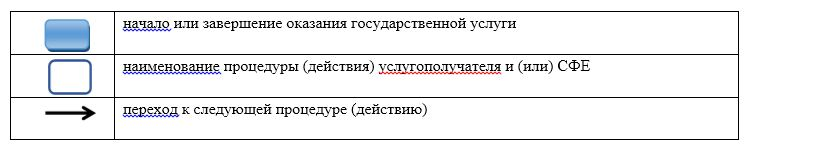 начало или завершение оказания государственной услуги
наименование процедуры (действия) услугополучателя и (или) СФЕ
переход к следующей процедуре (действию)